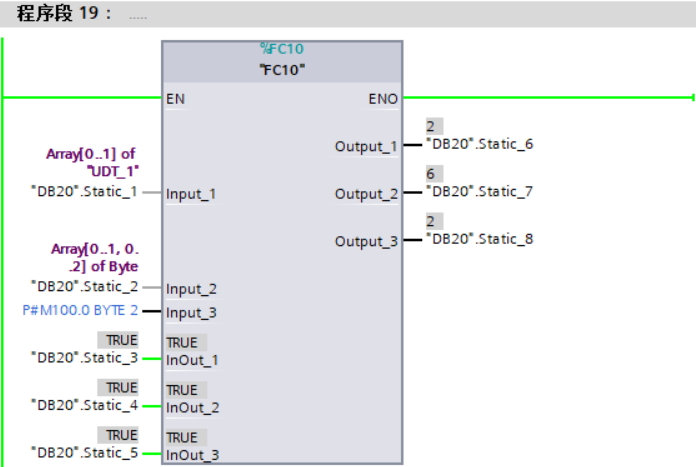 程序段 19：  .....
%FC10
"FC10"
EN
ENO
2
Output_1
"DB20".Static_6
Array[0..1] of
"UDT_1"
"DB20".Static_1
Input_1
6
Output_2
"DB20".Static_7
2
Output_3
"DB20".Static_8
Array[0..1, 0.
.2] of Byte
"DB20".Static_2
Input_2
P#M100.0 BYTE 2
Input_3
TRUE
TRUE
"DB20".Static_3
InOut_1
TRUE
TRUE
"DB20".Static_4
InOut_2
TRUE
TRUE
"DB20".Static_5
InOut_3